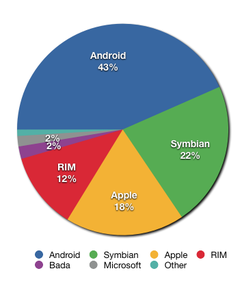 Android
43%
Symbian
22%
Apple
18%
RIM
12%
2%
2%
Android Symbian Apple RIM
Bada Microsoft Other